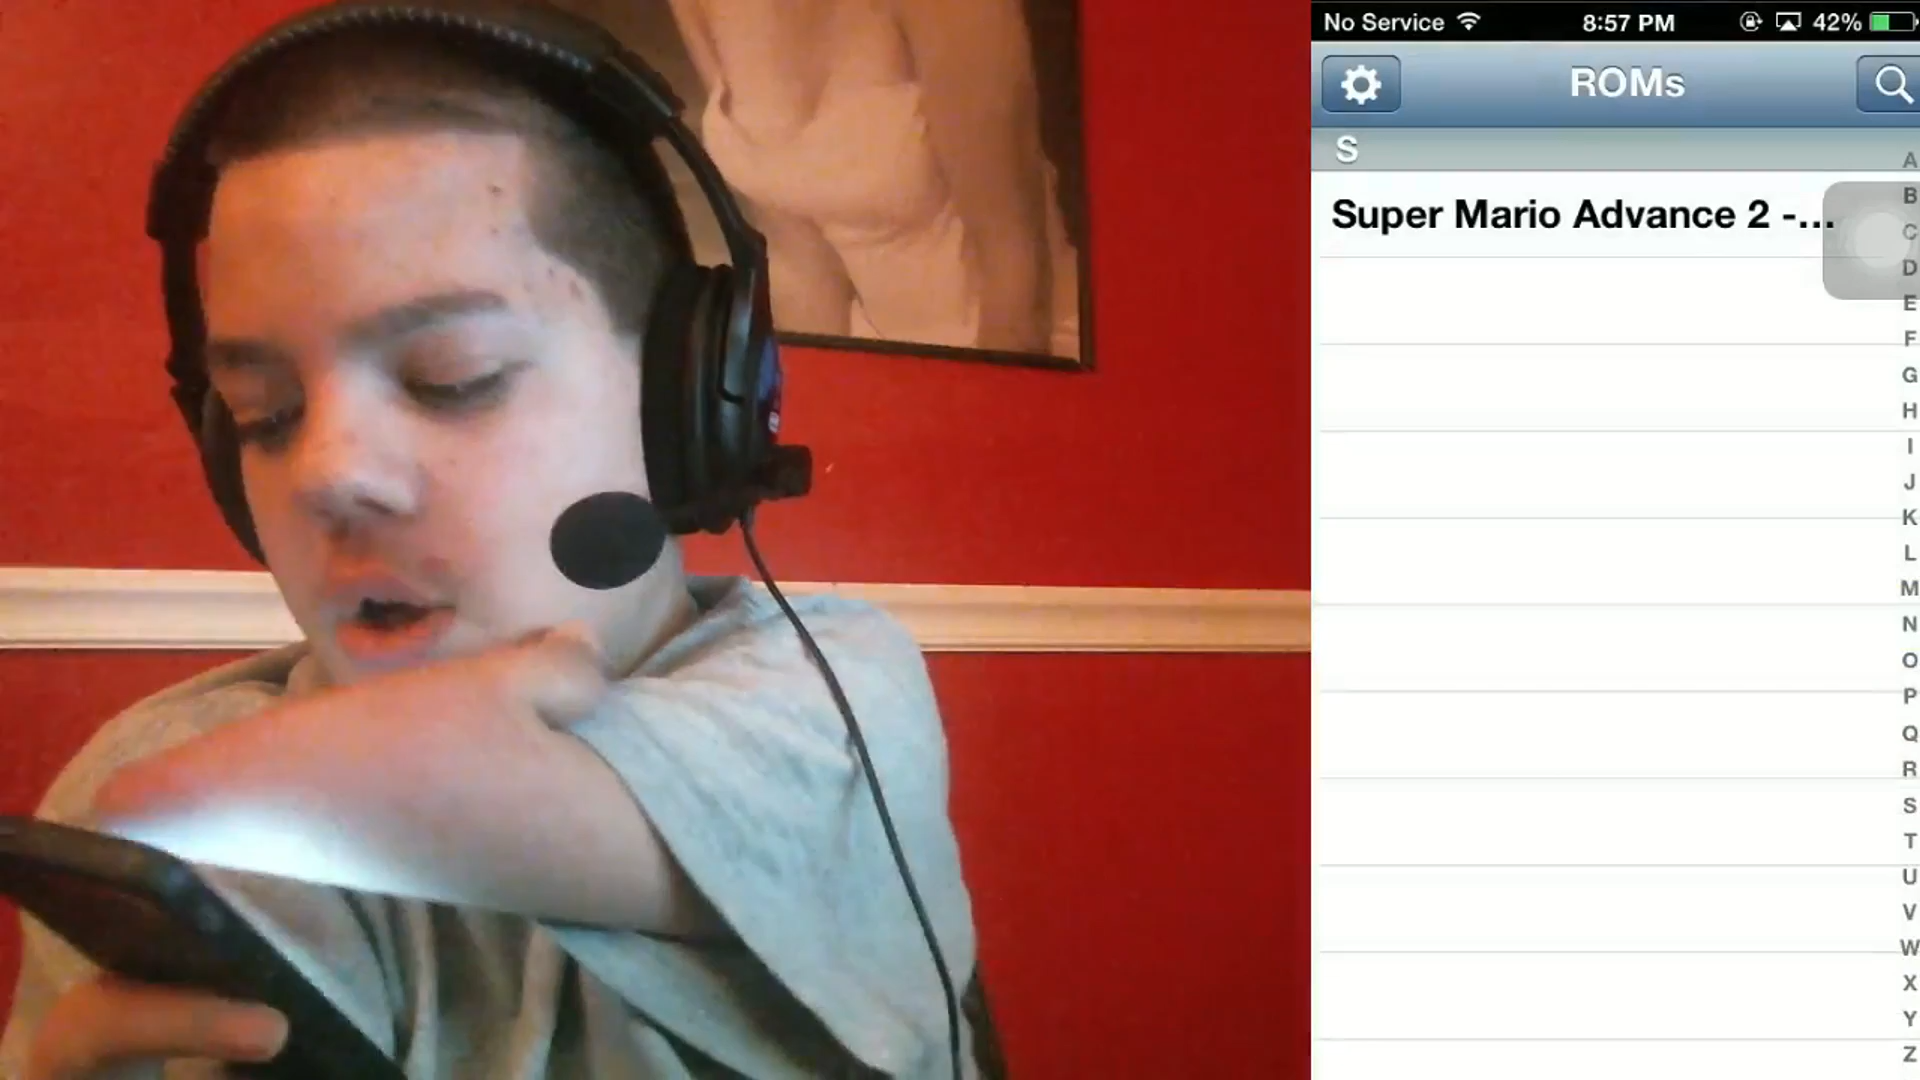 No Service 8:57 PM 42%
ROMs
S
Super Mario Advance 2 -...
A
B
C
D
E
F
G
H
I
J
K
L
M
N
O
P
Q
R
S
T
U
V
W
X
Y
Z